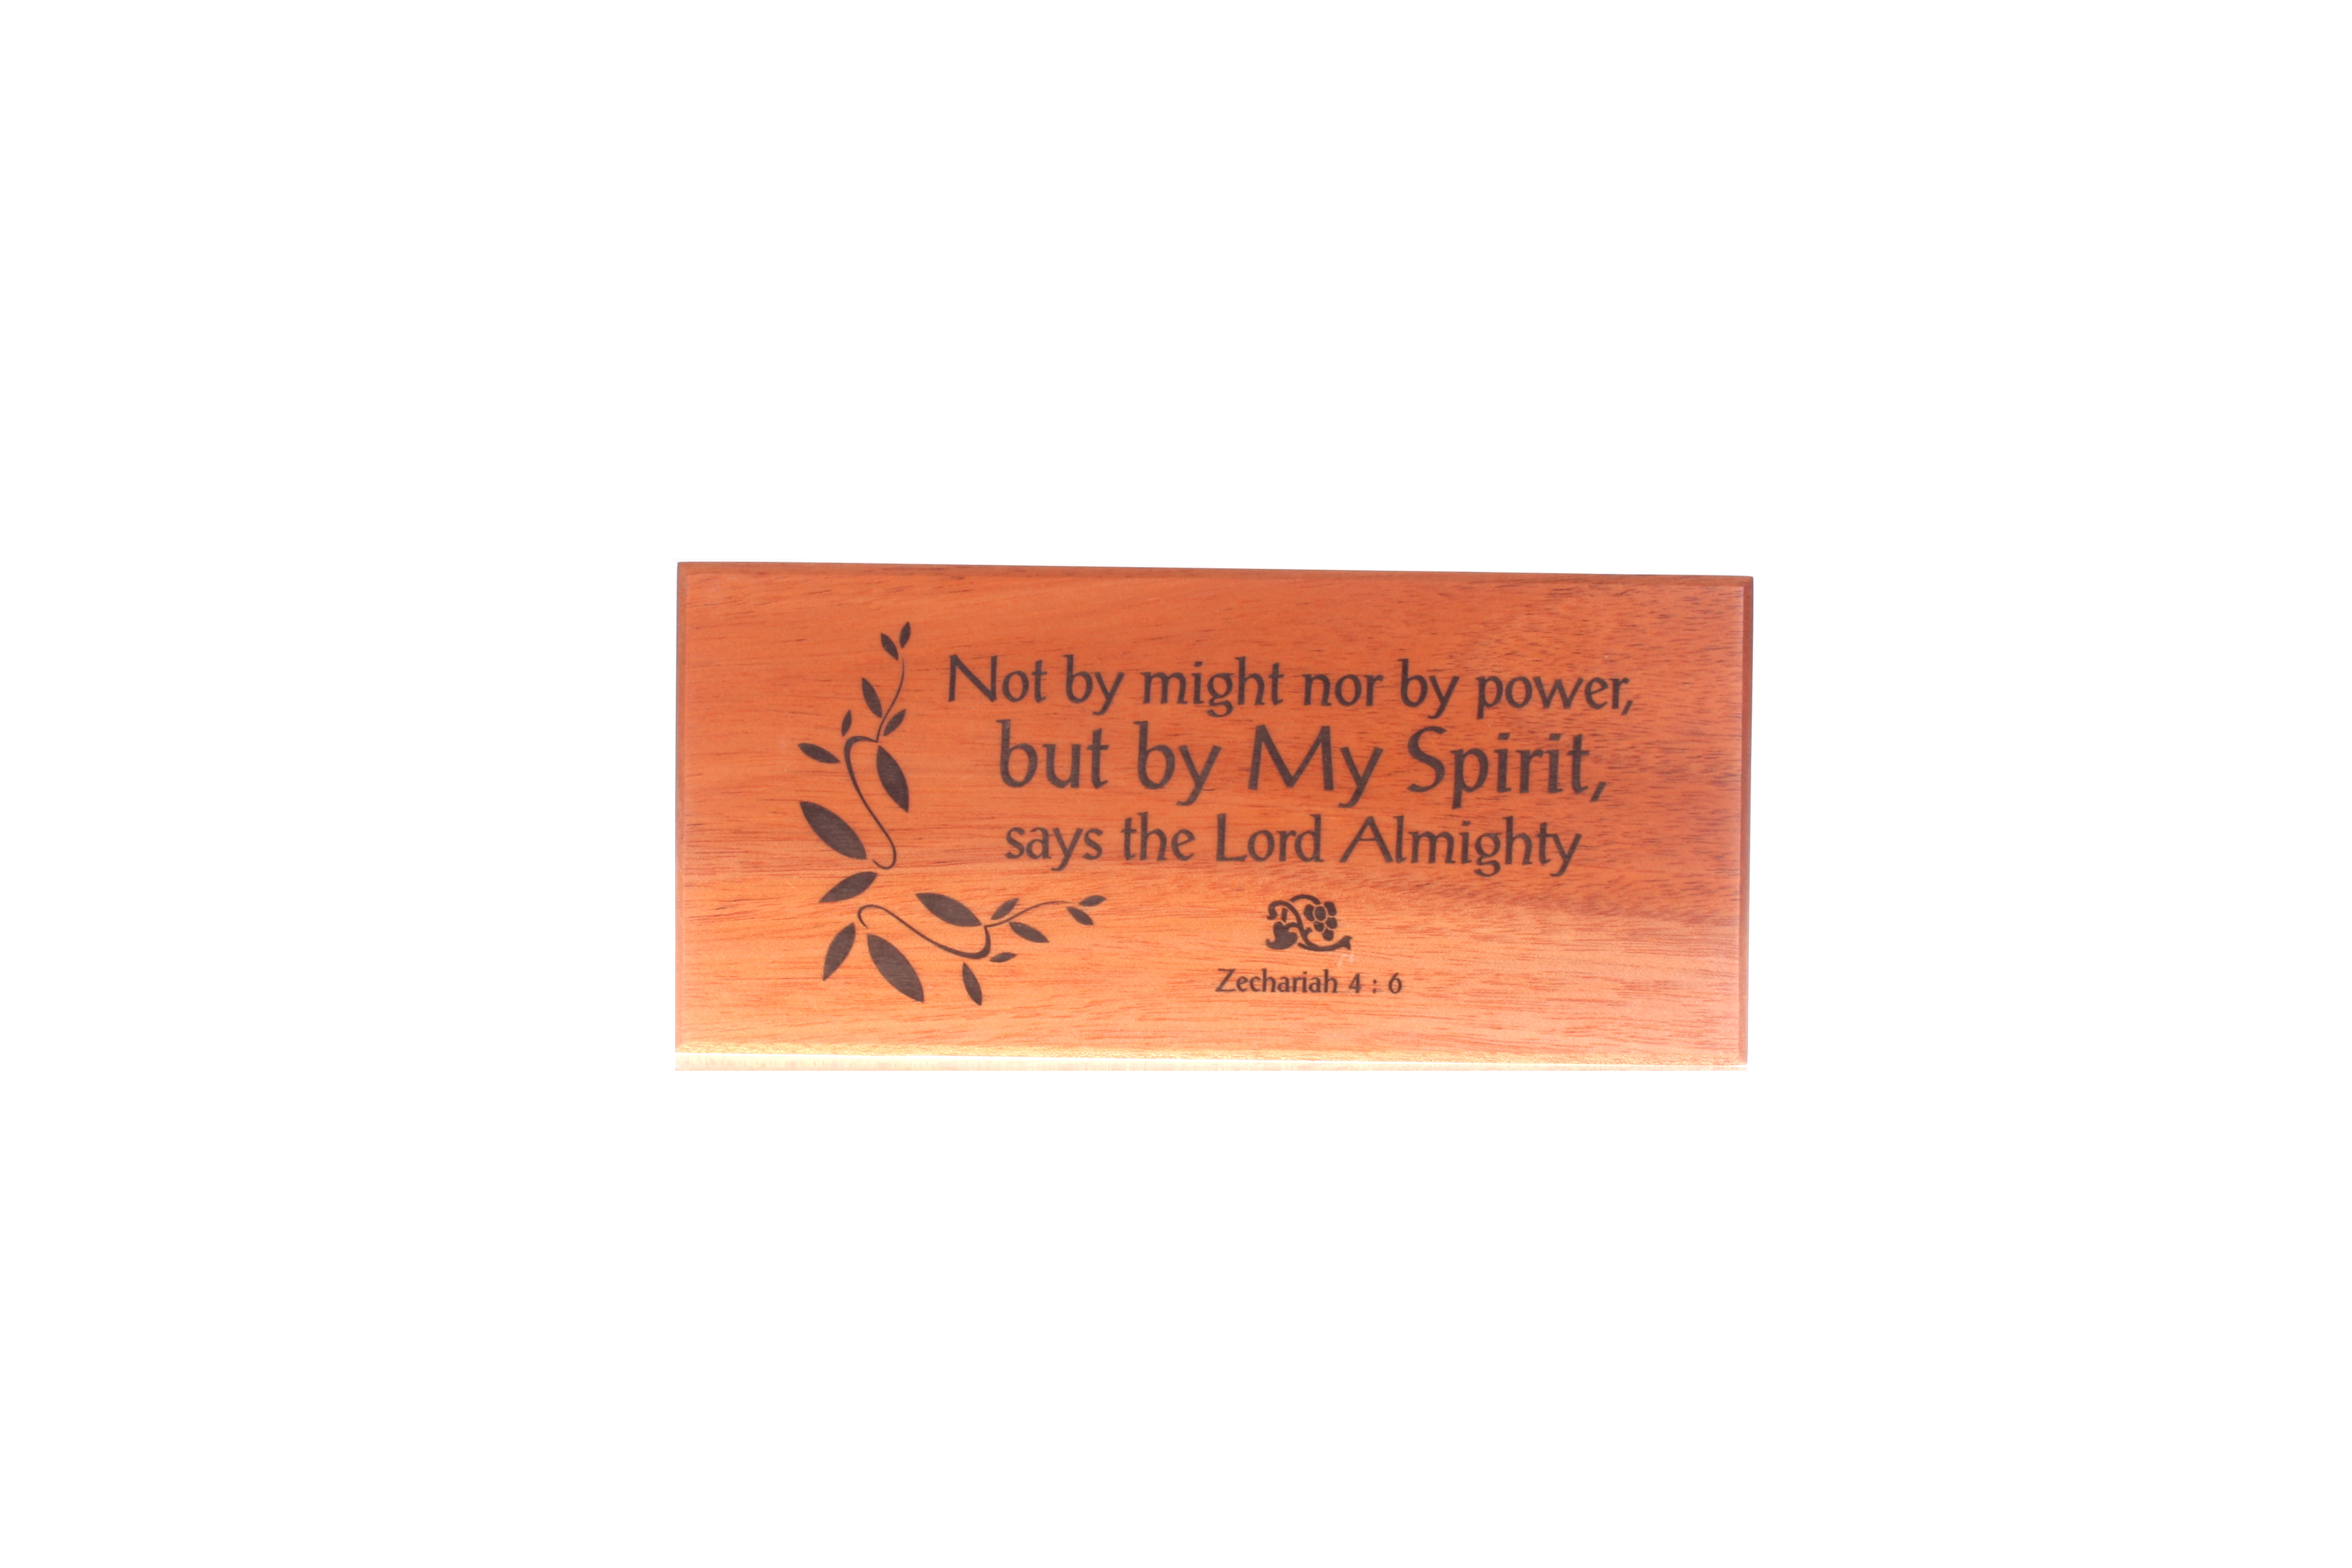 Not by might nor by power,
but by My Spirit,
says the Lord Almighty
Zechariah 4 : 6